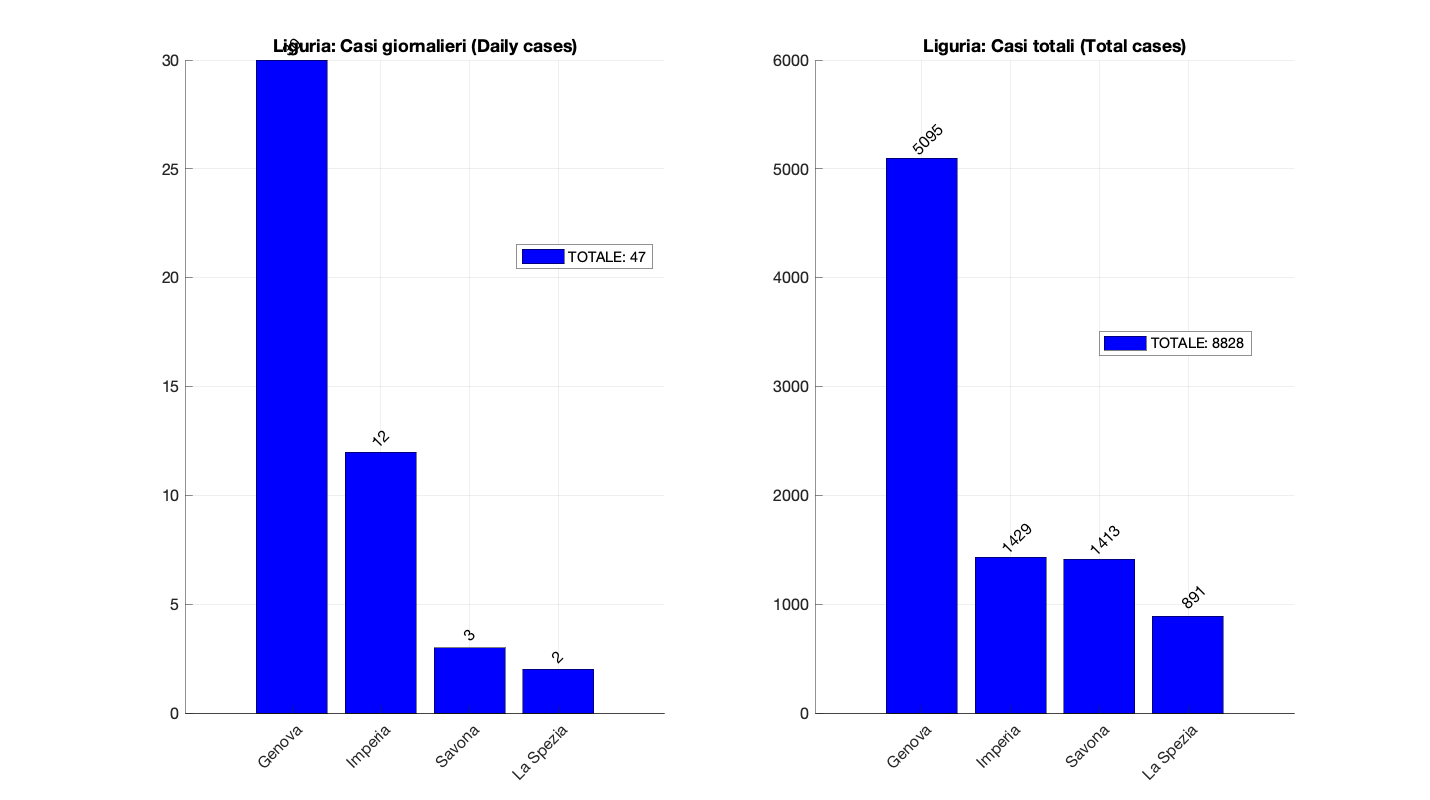 Liguria: Casi giornalieri (Daily cases)
30
30
25
20
15
10
5
0
12
3
2
TOTALE: 47
Genova
Imperia
Savona
La Spezia
Liguria: Casi totali (Total cases)
6000
5000
4000
3000
2000
1000
0
5095
1429
1413
891
TOTALE: 8828
Genova
Imperia
Savona
La Spezia